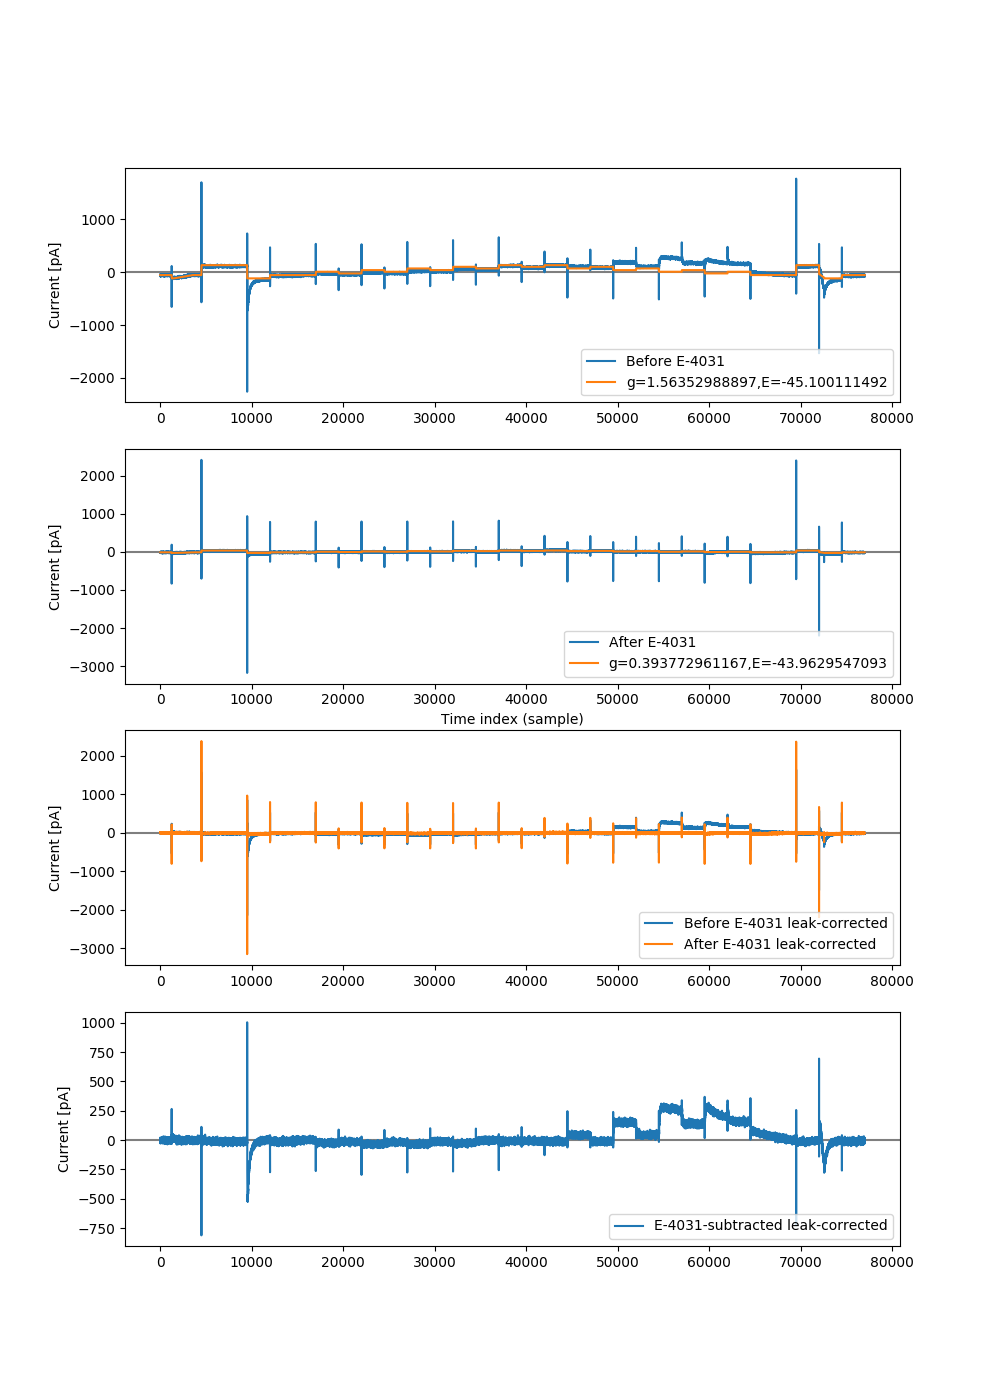 1000
0
−1000
−2000
Current [pA]
Before E-4031
g=1.56352988897,E=-45.100111492
0 10000 20000 30000 40000 50000 60000 70000 80000
2000
1000
0
−1000
−2000
−3000
Current [pA]
After E-4031
g=0.393772961167,E=-43.9629547093
0 10000 20000 30000 40000 50000 60000 70000 80000
Time index (sample)
2000
1000
0
−1000
−2000
−3000
Current [pA]
Before E-4031 leak-corrected
After E-4031 leak-corrected
0 10000 20000 30000 40000 50000 60000 70000 80000
1000
750
500
250
0
−250
−500
−750
Current [pA]
E-4031-subtracted leak-corrected
0 10000 20000 30000 40000 50000 60000 70000 80000